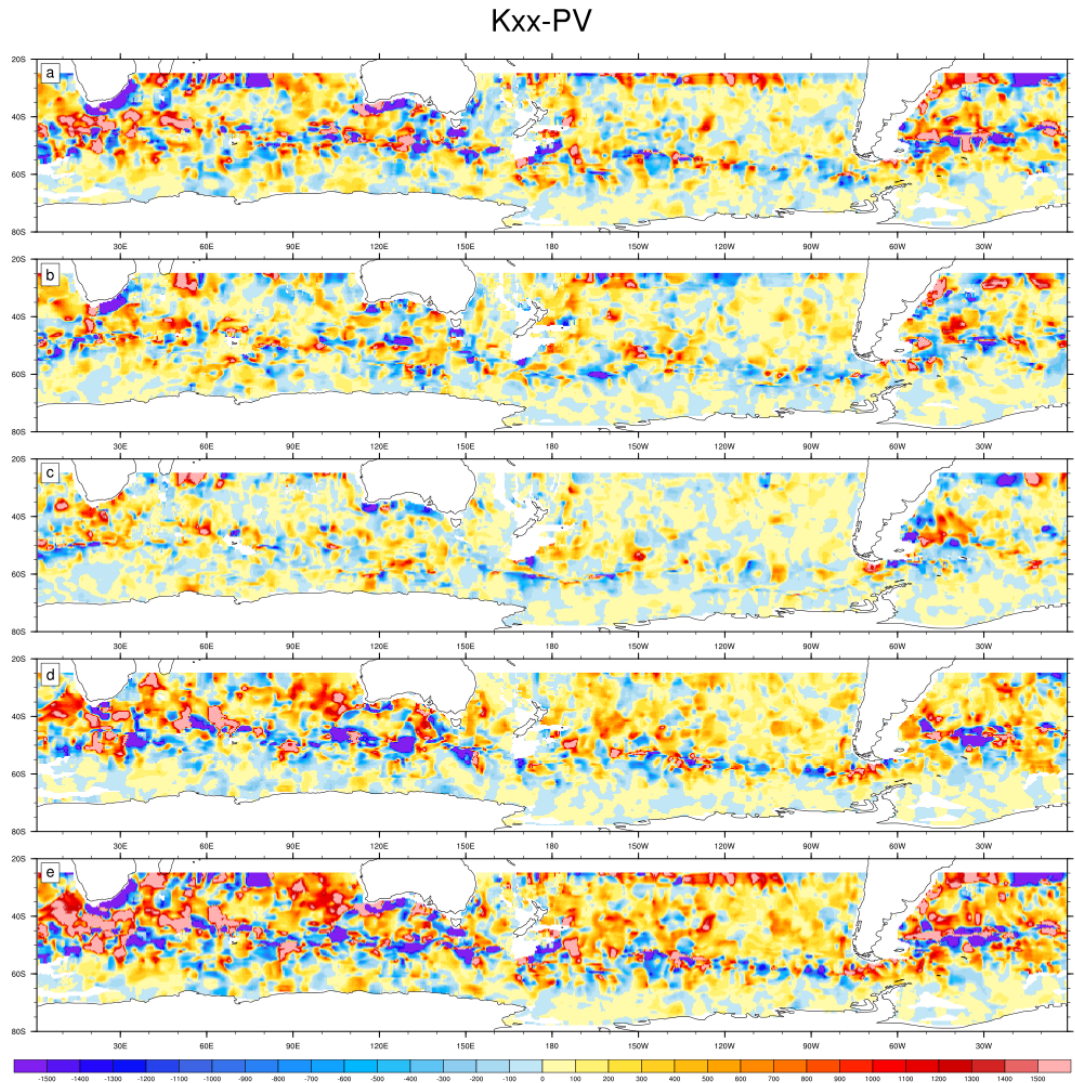 Kxx-PV
a
20S
40S
60S
80S
30E 60E 90E 120E 150E 180 150W 120W 90W 60W 30W
b
20S
40S
60S
80S
30E 60E 90E 120E 150E 180 150W 120W 90W 60W 30W
c
20S
40S
60S
80S
30E 60E 90E 120E 150E 180 150W 120W 90W 60W 30W
d
20S
40S
60S
80S
30E 60E 90E 120E 150E 180 150W 120W 90W 60W 30W
e
20S
40S
60S
80S
30E 60E 90E 120E 150E 180 150W 120W 90W 60W 30W
-1500 -1400 -1300 -1200 -1100 -1000 -900 -800 -700 -600 -500 -400 -300 -200 -100 0 100 200 300 400 500 600 700 800 900 1000 1100 1200 1300 1400 1500